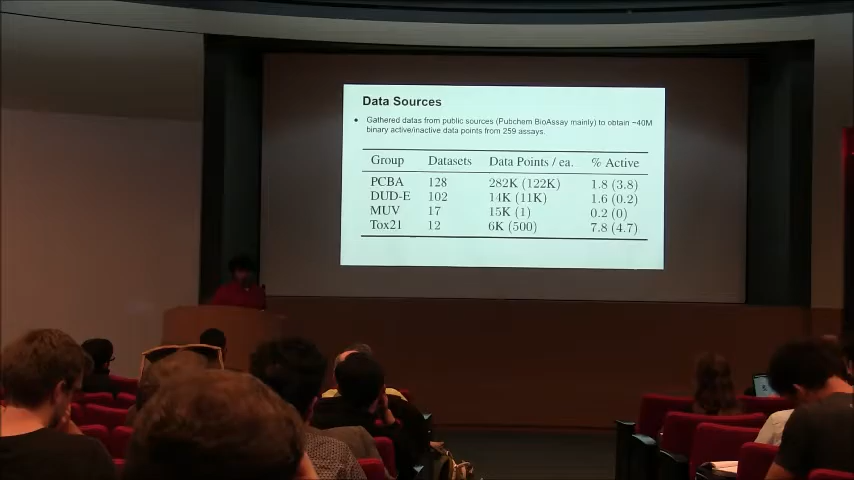 Data Sources
● Gathered datas from public sources (Pubchem BioAssay mainly) to obtain ~40M
binary active/inactive data points from 259 assays.
Group Datasets Data Points / ea. % Active
PCBA 128 282K (122K) 1.8 (3.8)
DUD-E 102 14K (11K) 1.6 (0.2)
MUV 17 15K (1) 0.2 (0)
Tox21 12 6K (500) 7.8 (4.7)